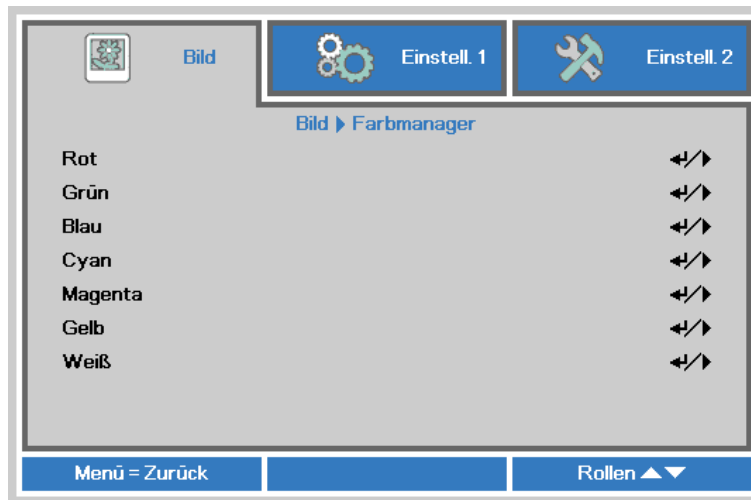 Bild
Einstell. 1
Einstell. 2
Bild ▶ Farbmanager
Rot ↵/▶
Grün ↵/▶
Blau ↵/▶
Cyan ↵/▶
Magenta ↵/▶
Gelb ↵/▶
Weiß ↵/▶
Menü = Zurück
Rollen ▲▼